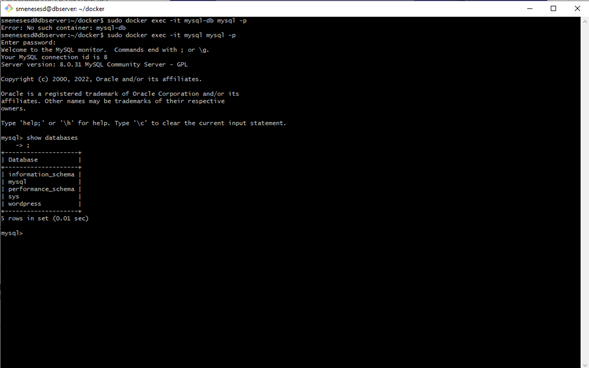 smenesesd@dbserver: ~/docker
smenesesd@dbserver:~/docker$ sudo docker exec -it mysql-db mysql -p
Error: No such container: mysql-db
smenesesd@dbserver:~/docker$ sudo docker exec -it mysql mysql -p
Enter password:
Welcome to the MySQL monitor.  Commands end with ; or \g.
Your MySQL connection id is 8
Server version: 8.0.31 MySQL Community Server - GPL

Copyright (c) 2000, 2022, Oracle and/or its affiliates.

Oracle is a registered trademark of Oracle Corporation and/or its
affiliates. Other names may be trademarks of their respective
owners.

Type 'help;' or '\h' for help. Type '\c' to clear the current input statement.

mysql> show databases
    -> ;
+--------------------+
| Database           |
+--------------------+
| information_schema |
| mysql              |
| performance_schema |
| sys                |
| wordpress          |
+--------------------+
5 rows in set (0.01 sec)

mysql>